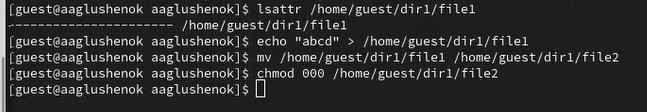 [guest@aaglushenok aaglushenok]$ lsattr /home/guest/dir1/file1
---------------------- /home/guest/dir1/file1
[guest@aaglushenok aaglushenok]$ echo "abcd" > /home/guest/dir1/file1
[guest@aaglushenok aaglushenok]$ mv /home/guest/dir1/file1 /home/guest/dir1/file2
[guest@aaglushenok aaglushenok]$ chmod 000 /home/guest/dir1/file2
[guest@aaglushenok aaglushenok]$